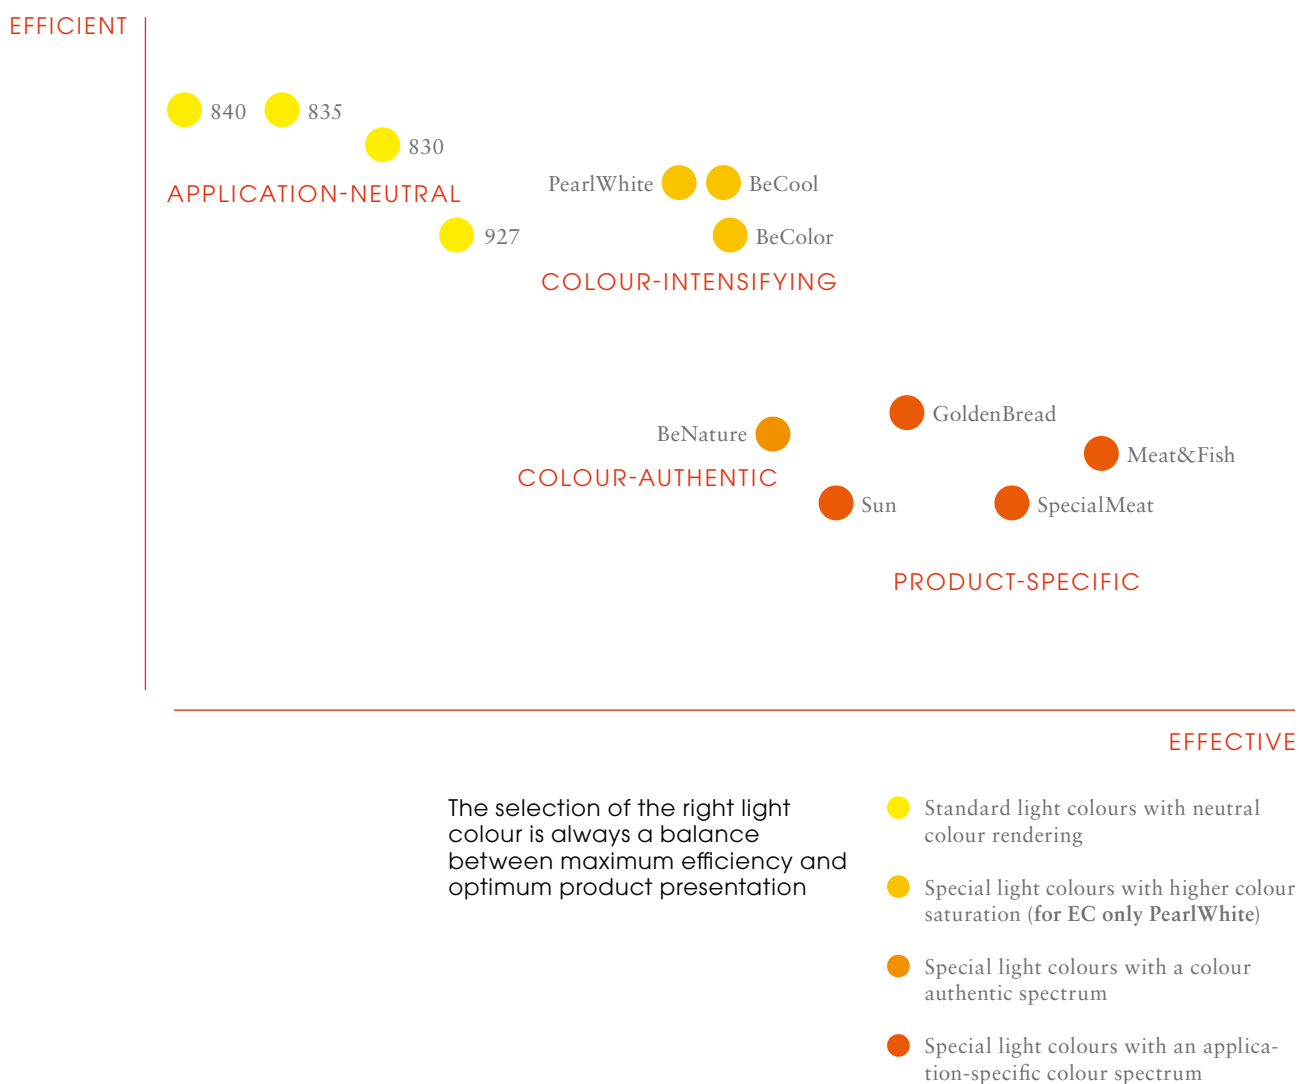 EFFICIENT
840
835
830
APPLICATION-NEUTRAL
PearlWhite
BeCool
927
BeColor
COLOUR-INTENSIFYING
GoldenBread
BeNature
Meat&Fish
COLOUR-AUTHENTIC
Sun
SpecialMeat
PRODUCT-SPECIFIC
EFFECTIVE
The selection of the right light
colour is always a balance
between maximum efficiency and
optimum product presentation
Standard light colours with neutral
colour rendering
Special light colours with higher colour
saturation (for EC only PearlWhite)
Special light colours with a colour
authentic spectrum
Special light colours with an applica-
tion-specific colour spectrum